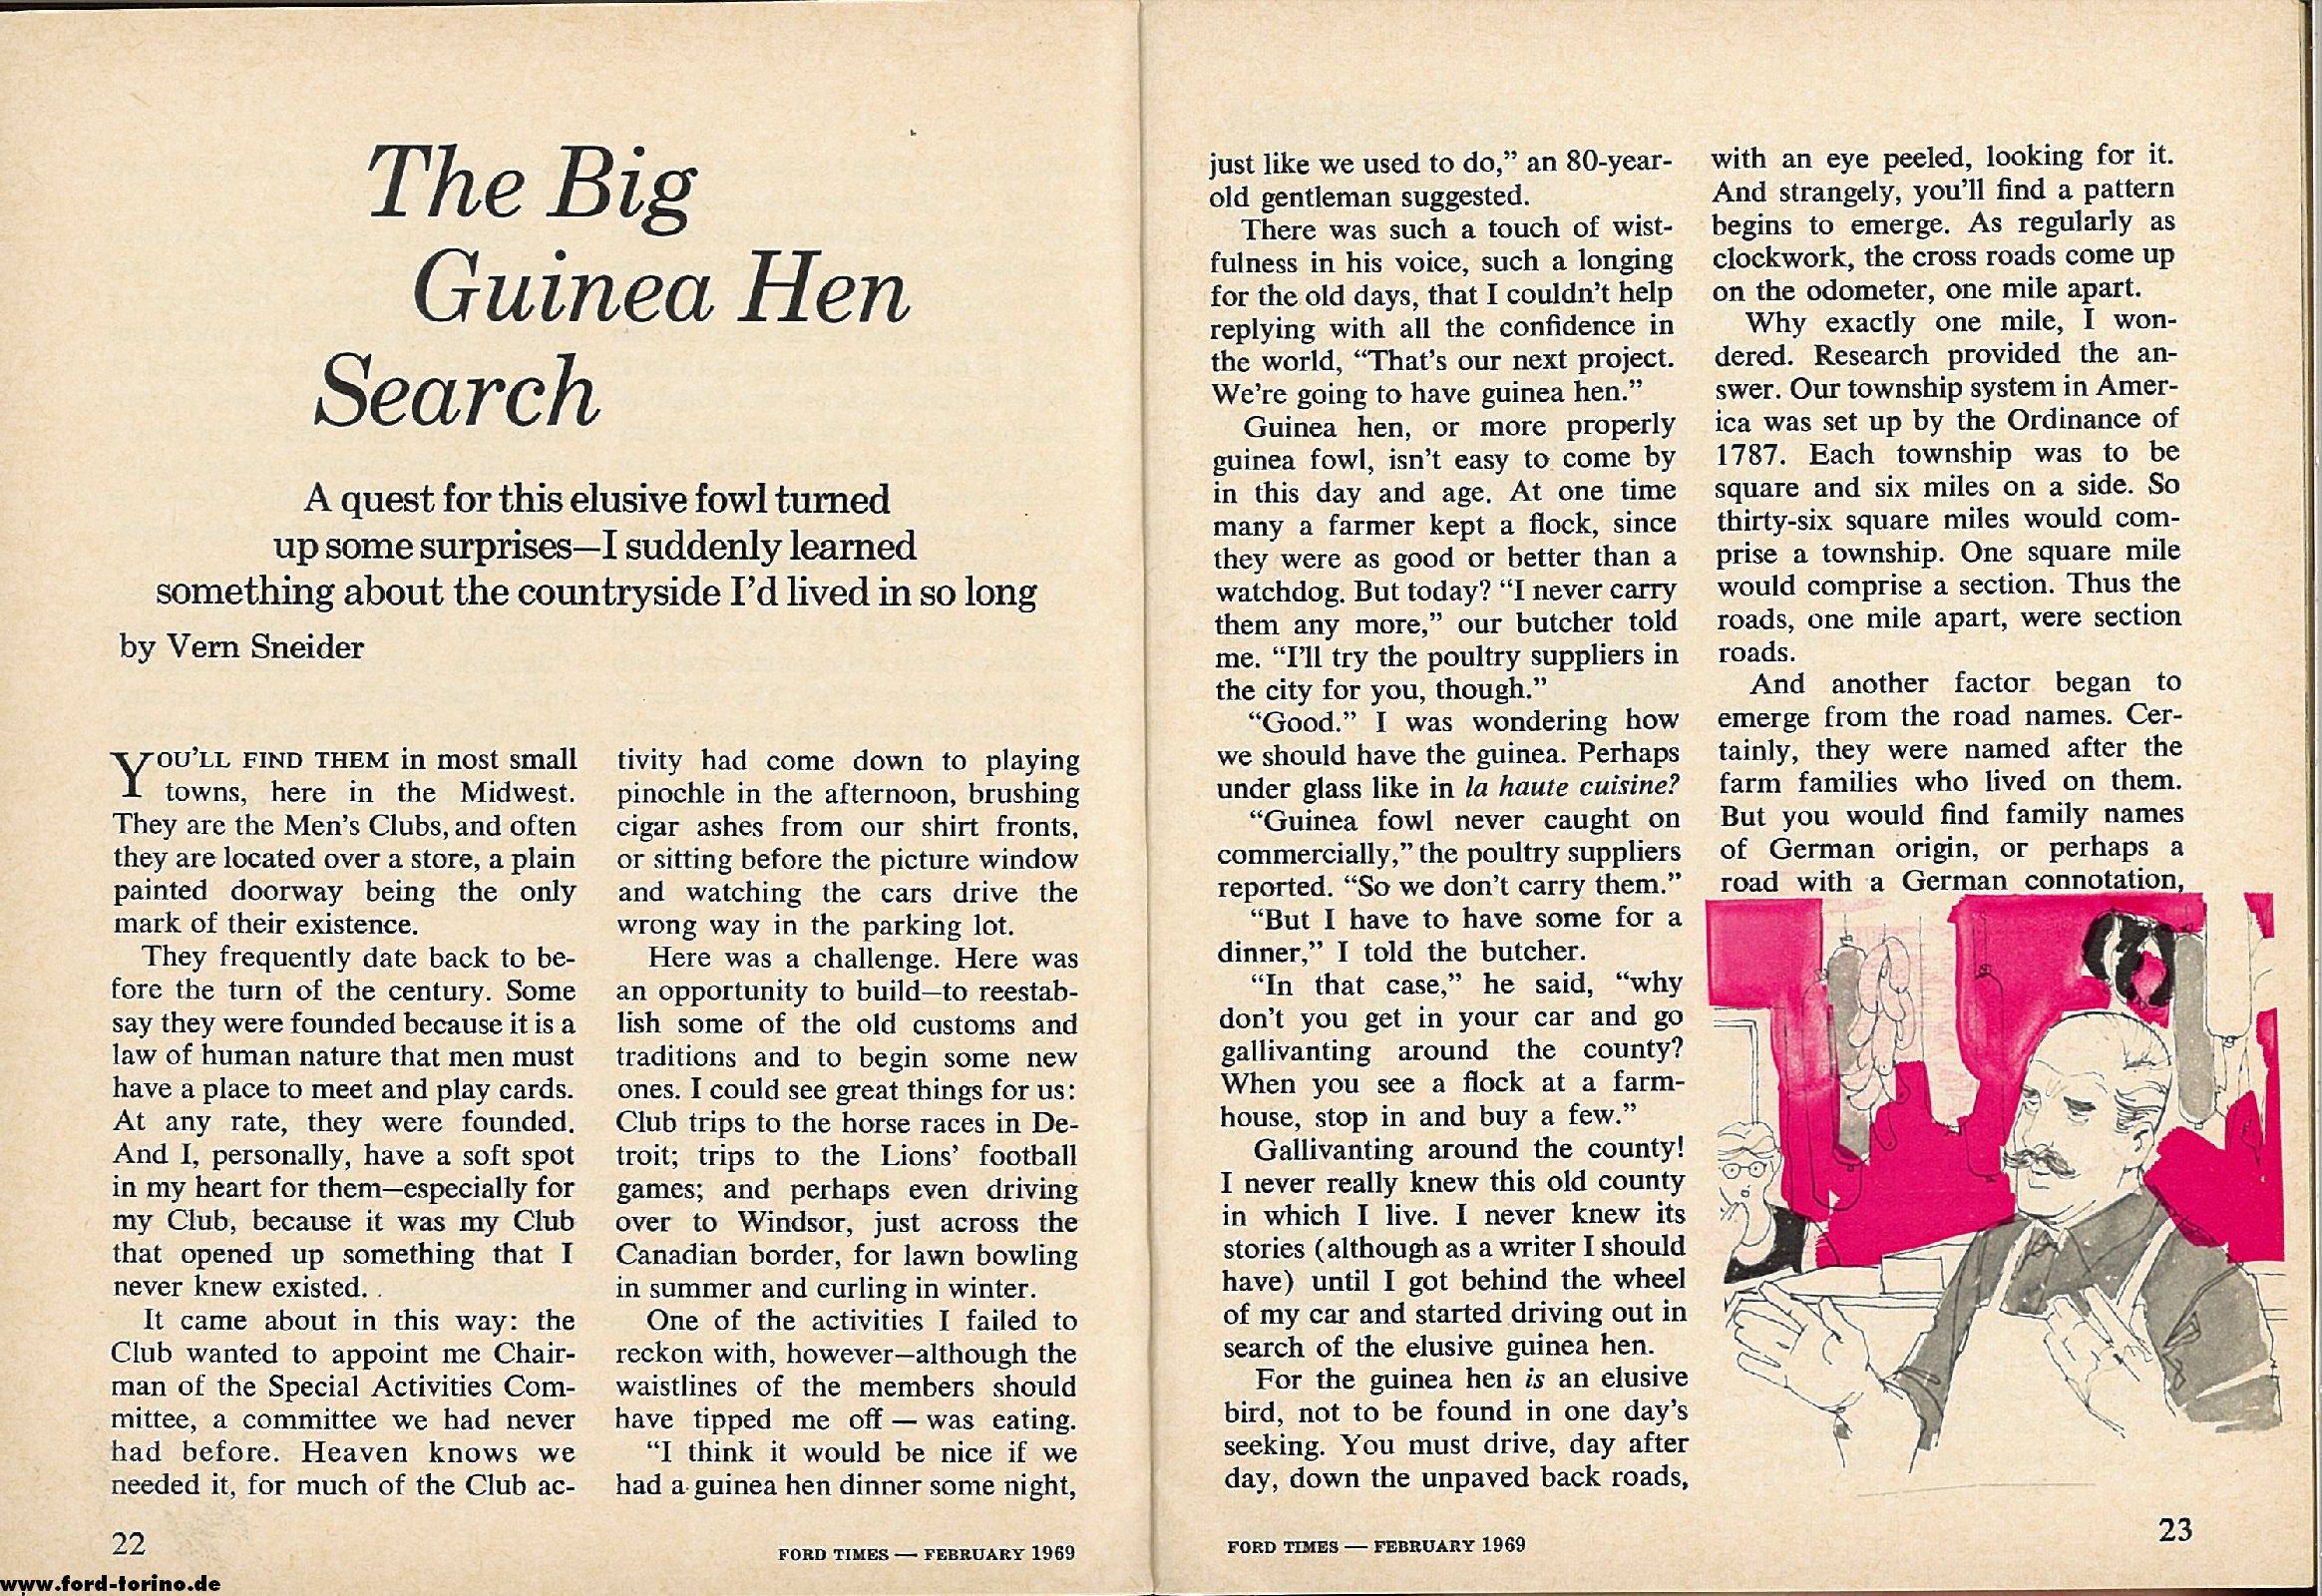 The Big
Guinea Hen
Search
A quest for this elusive fowl turned
up some surprises—I suddenly learned
something about the countryside I'd lived in so long
by Vern Sneider
YOU'LL FIND THEM in most small
towns, here in the Midwest.
They are the Men's Clubs, and often
they are located over a store, a plain
painted doorway being the only
mark of their existence.
They frequently date back to be-
fore the turn of the century. Some
say they were founded because it is a
law of human nature that men must
have a place to meet and play cards.
At any rate, they were founded.
And I, personally, have a soft spot
in my heart for them—especially for
my Club, because it was my Club
that opened up something that I
never knew existed. .
It came about in this way: the
Club wanted to appoint me Chair-
man of the Special Activities Com-
mittee, a committee we had never
had before. Heaven knows we
needed it, for much of the Club ac-
tivity had come down to playing
pinochle in the afternoon, brushing
cigar ashes from our shirt fronts,
or sitting before the picture window
and watching the cars drive the
wrong way in the parking lot.
Here was a challenge. Here was
an opportunity to build—to reestab-
lish some of the old customs and
traditions and to begin some new
ones. I could see great things for us:
Club trips to the horse races in De-
troit; trips to the Lions' football
games; and perhaps even driving
over to Windsor, just across the
Canadian border, for lawn bowling
in summer and curling in winter.
One of the activities I failed to
reckon with, however—although the
waistlines of the members should
have tipped me off — was eating.
"I think it would be nice if we
had a guinea hen dinner some night,
22
FORD TIMES — FEBRUARY 1969
just like we used to do," an 80-year-
old gentleman suggested.
There was such a touch of wist-
fulness in his voice, such a longing
for the old days, that I couldn't help
replying with all the confidence in
the world, "That's our next project.
We're going to have guinea hen."
Guinea hen, or more properly
guinea fowl, isn't easy to come by
in this day and age. At one time
many a farmer kept a flock, since
they were as good or better than a
watchdog. But today? "I never carry
them any more," our butcher told
me. "I'll try the poultry suppliers in
the city for you, though."
"Good." I was wondering how
we should have the guinea. Perhaps
under glass like in la haute cuisine?
"Guinea fowl never caught on
commercially," the poultry suppliers
reported. "So we don't carry them."
"But I have to have some for a
dinner," I told the butcher.
"In that case," he said, "why
don't you get in your car and go
gallivanting around the county?
When you see a flock at a farm-
house, stop in and buy a few."
Gallivanting around the county!
I never really knew this old county
in which I live. I never knew its
stories (although as a writer I should
have) until I got behind the wheel
of my car and started driving out in
search of the elusive guinea hen.
For the guinea hen is an elusive
bird, not to be found in one day's
seeking. You must drive, day after
day, down the unpaved back roads,
with an eye peeled, looking for it.
And strangely, you'll find a pattern
begins to emerge. As regularly as
clockwork, the cross roads come up
on the odometer, one mile apart.
Why exactly one mile, I won-
dered. Research provided the an-
swer. Our township system in Amer-
ica was set up by the Ordinance of
1787. Each township was to be
square and six miles on a side. So
thirty-six square miles would com-
prise a township. One square mile
would comprise a section. Thus the
roads, one mile apart, were section
roads.
And another factor began to
emerge from the road names. Cer-
tainly, they were named after the
farm families who lived on them.
But you would find family names
of German origin, or perhaps a
road with a German connotation,
FORD TIMES — FEBRUARY 1969
23
www.ford-torino.de